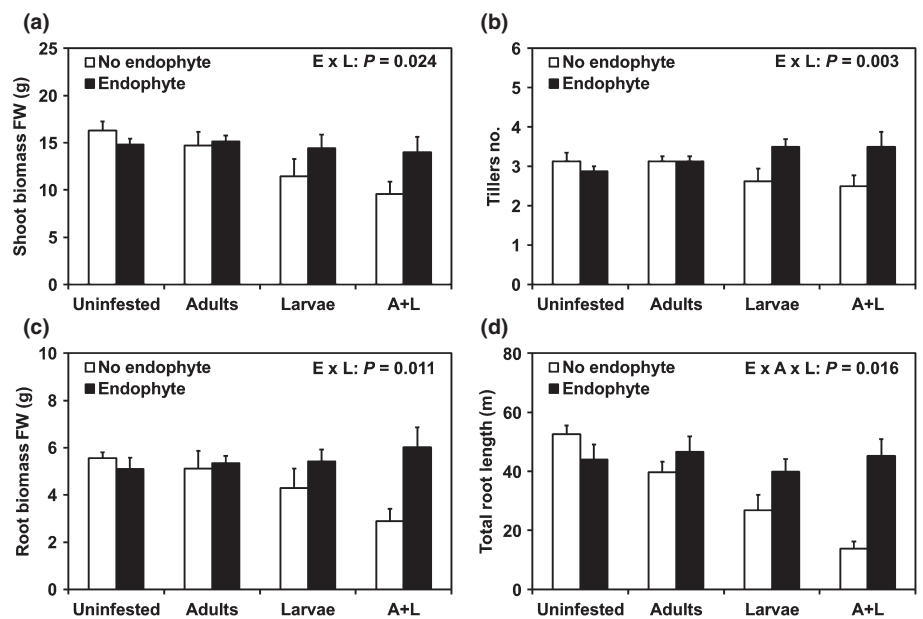 (a)
Shoot biomass FW (g)
25
20
15
10
5
0
No endophyte
Endophyte
E x L: P = 0.024
Uninfested Adults Larvae A+L
(b)
Tillers no.
6
5
4
3
2
1
0
No endophyte
Endophyte
E x L: P = 0.003
Uninfested Adults Larvae A+L
(c)
Root biomass FW (g)
10
8
6
4
2
0
No endophyte
Endophyte
E x L: P = 0.011
Uninfested Adults Larvae A+L
(d)
Total root length (m)
80
60
40
20
0
No endophyte
Endophyte
E x A x L: P = 0.016
Uninfested Adults Larvae A+L